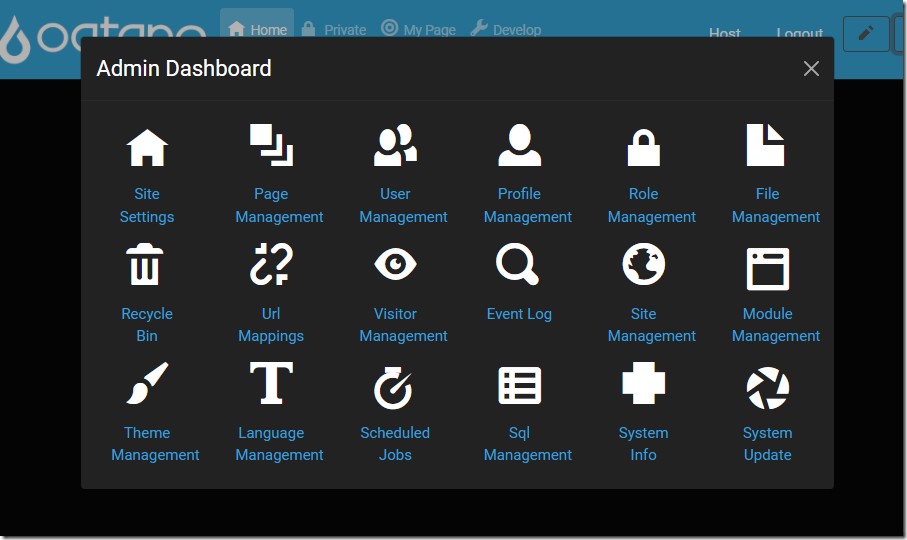 Home Private My Page Develop Host Logout
Admin Dashboard
Site Page User Profile Role File
Settings Management Management Management Management Management
Recycle Url Visitor Event Log Site Module
Bin Mappings Management Management Management
Theme Language Scheduled Sql System System
Management Management Jobs Management Info Update